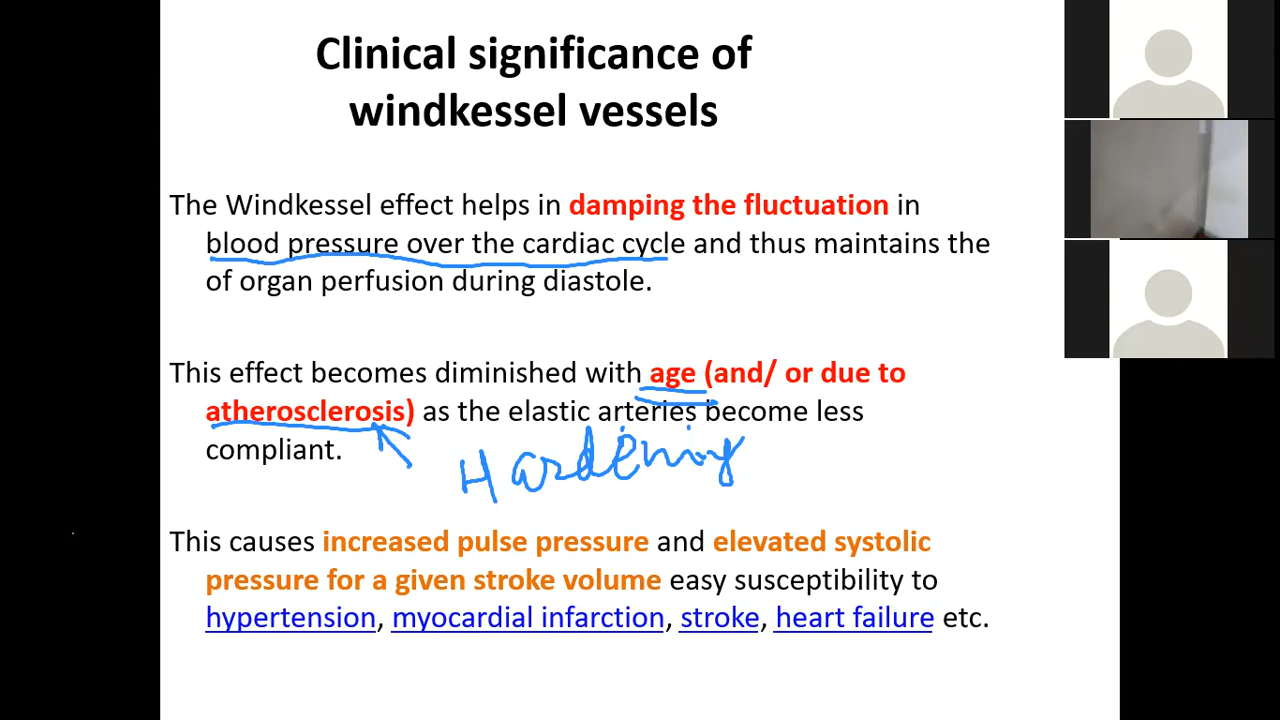 Clinical significance of
windkessel vessels
The Windkessel effect helps in damping the fluctuation in
blood pressure over the cardiac cycle and thus maintains the
of organ perfusion during diastole.
This effect becomes diminished with age (and/ or due to
atherosclerosis) as the elastic arteries become less
compliant.
Hardening
This causes increased pulse pressure and elevated systolic
pressure for a given stroke volume easy susceptibility to
hypertension, myocardial infarction, stroke, heart failure etc.